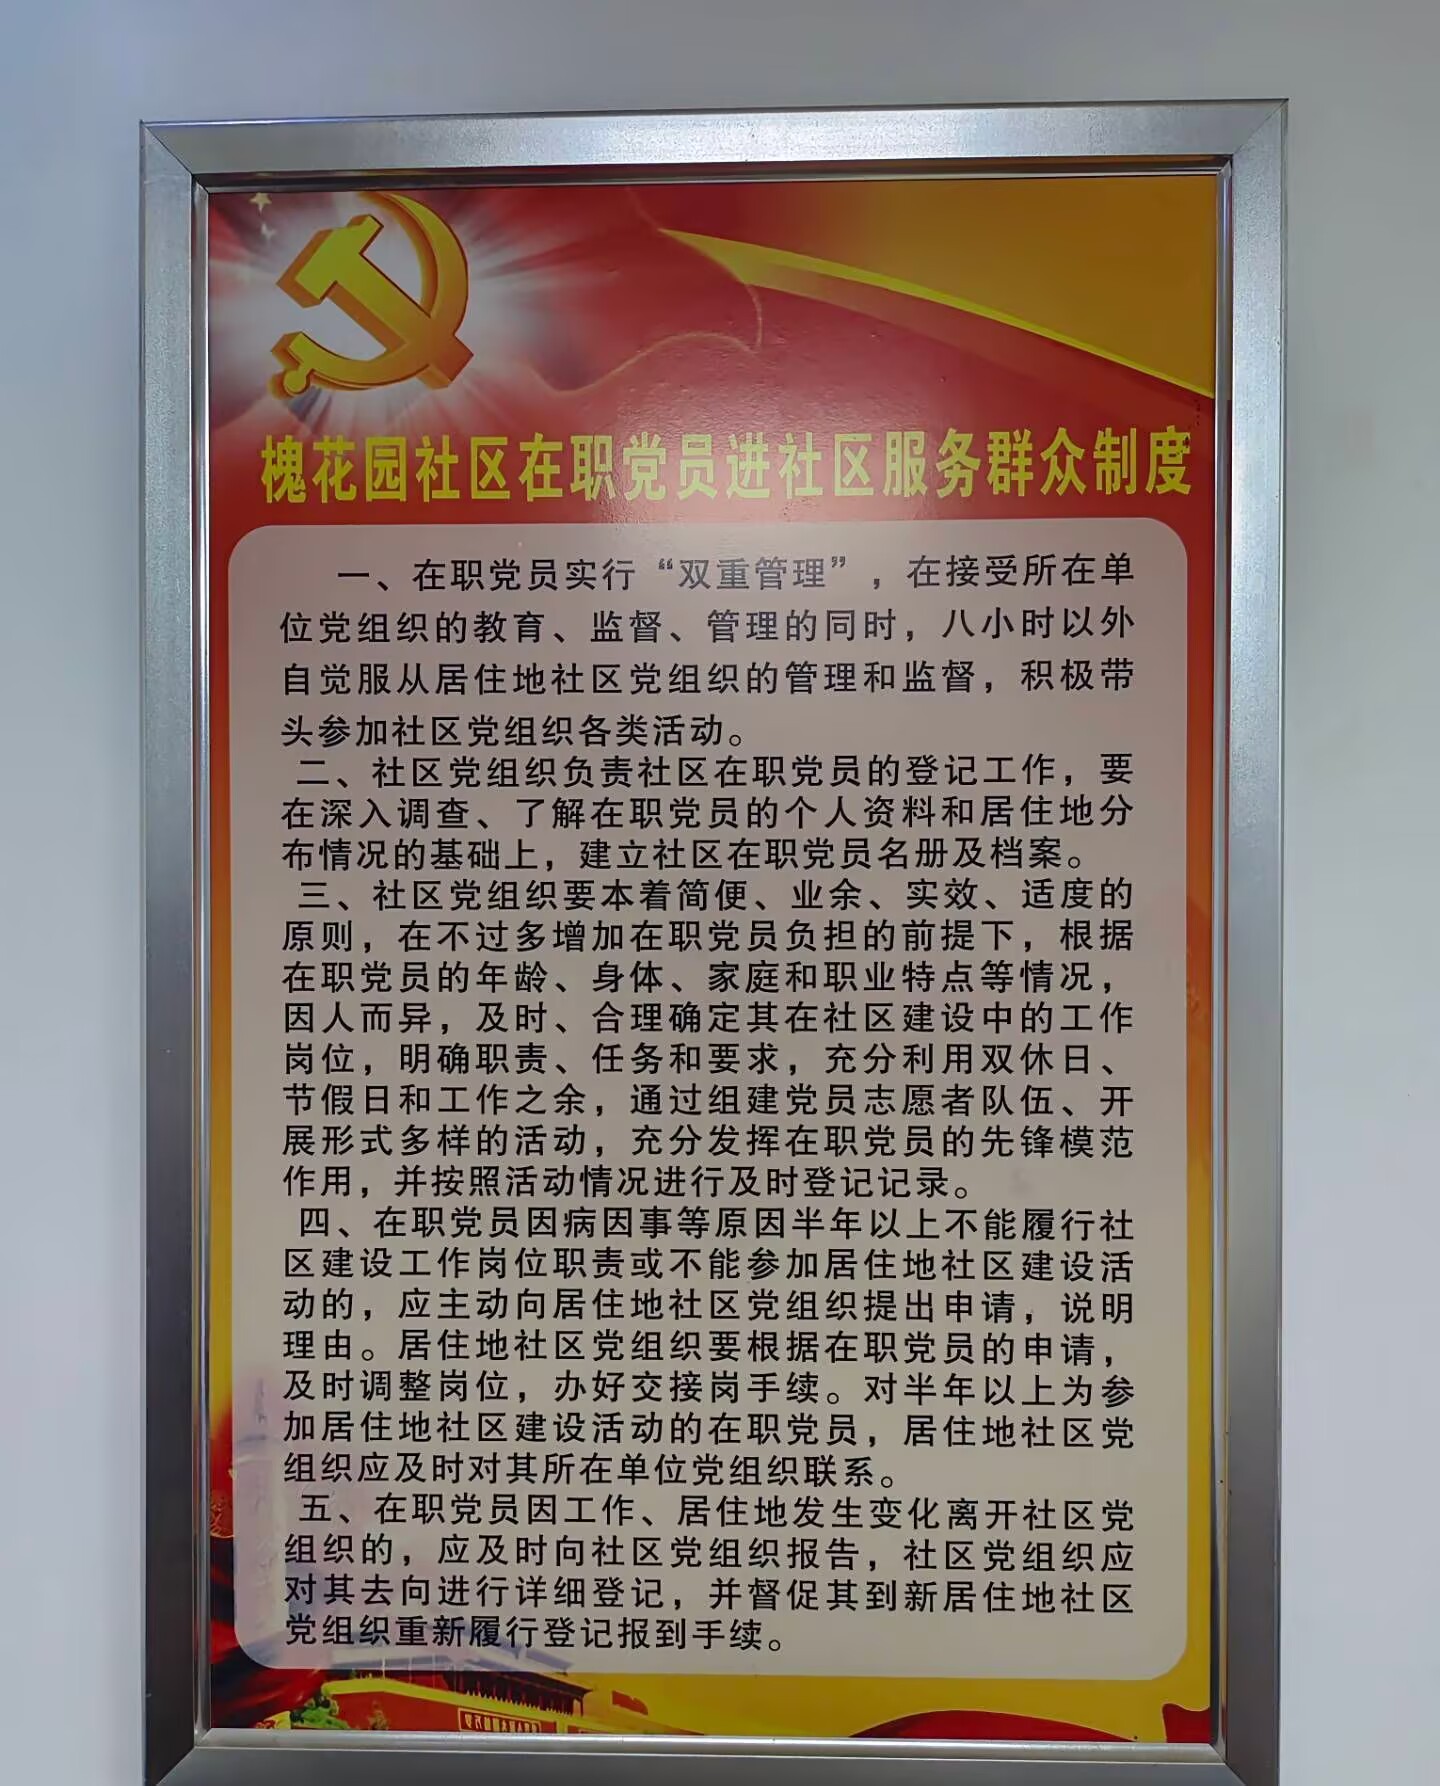 槐花园社区在职党员进社区服务群众制度
一、在职党员实行“双重管理”，在接受所在单
位党组织的教育、监督、管理的同时，八小时以外
自觉服从居住地社区党组织的管理和监督，积极带
头参加社区党组织各类活动。
二、社区党组织负责社区在职党员的登记工作，要
在深入调查、了解在职党员的个人资料和居住地分
布情况的基础上，建立社区在职党员名册及档案。
三、社区党组织要本着简便、业余、实效、适度的
原则，在不过多增加在职党员负担的前提下，根据
在职党员的年龄、身体、家庭和职业特点等情况，
因人而异，及时、合理确定其在社区建设中的工作
岗位，明确职责、任务和要求，充分利用双休日、
节假日和工作之余，通过组建党员志愿者队伍、开
展形式多样的活动，充分发挥在职党员的先锋模范
作用，并按照活动情况进行及时登记记录。
四、在职党员因病因事等原因半年以上不能履行社
区建设工作岗位职责或不能参加居住地社区建设活
动的，应主动向居住地社区党组织提出申请，说明
理由。居住地社区党组织要根据在职党员的申请，
及时调整岗位，办好交接岗手续。对半年以上为参
加居住地社区建设活动的在职党员，居住地社区党
组织应及时对其所在单位党组织联系。
五、在职党员因工作、居住地发生变化离开社区党
组织的，应及时向社区党组织报告，社区党组织应
对其去向进行详细登记，并督促其到新居住地社区
党组织重新履行登记报到手续。